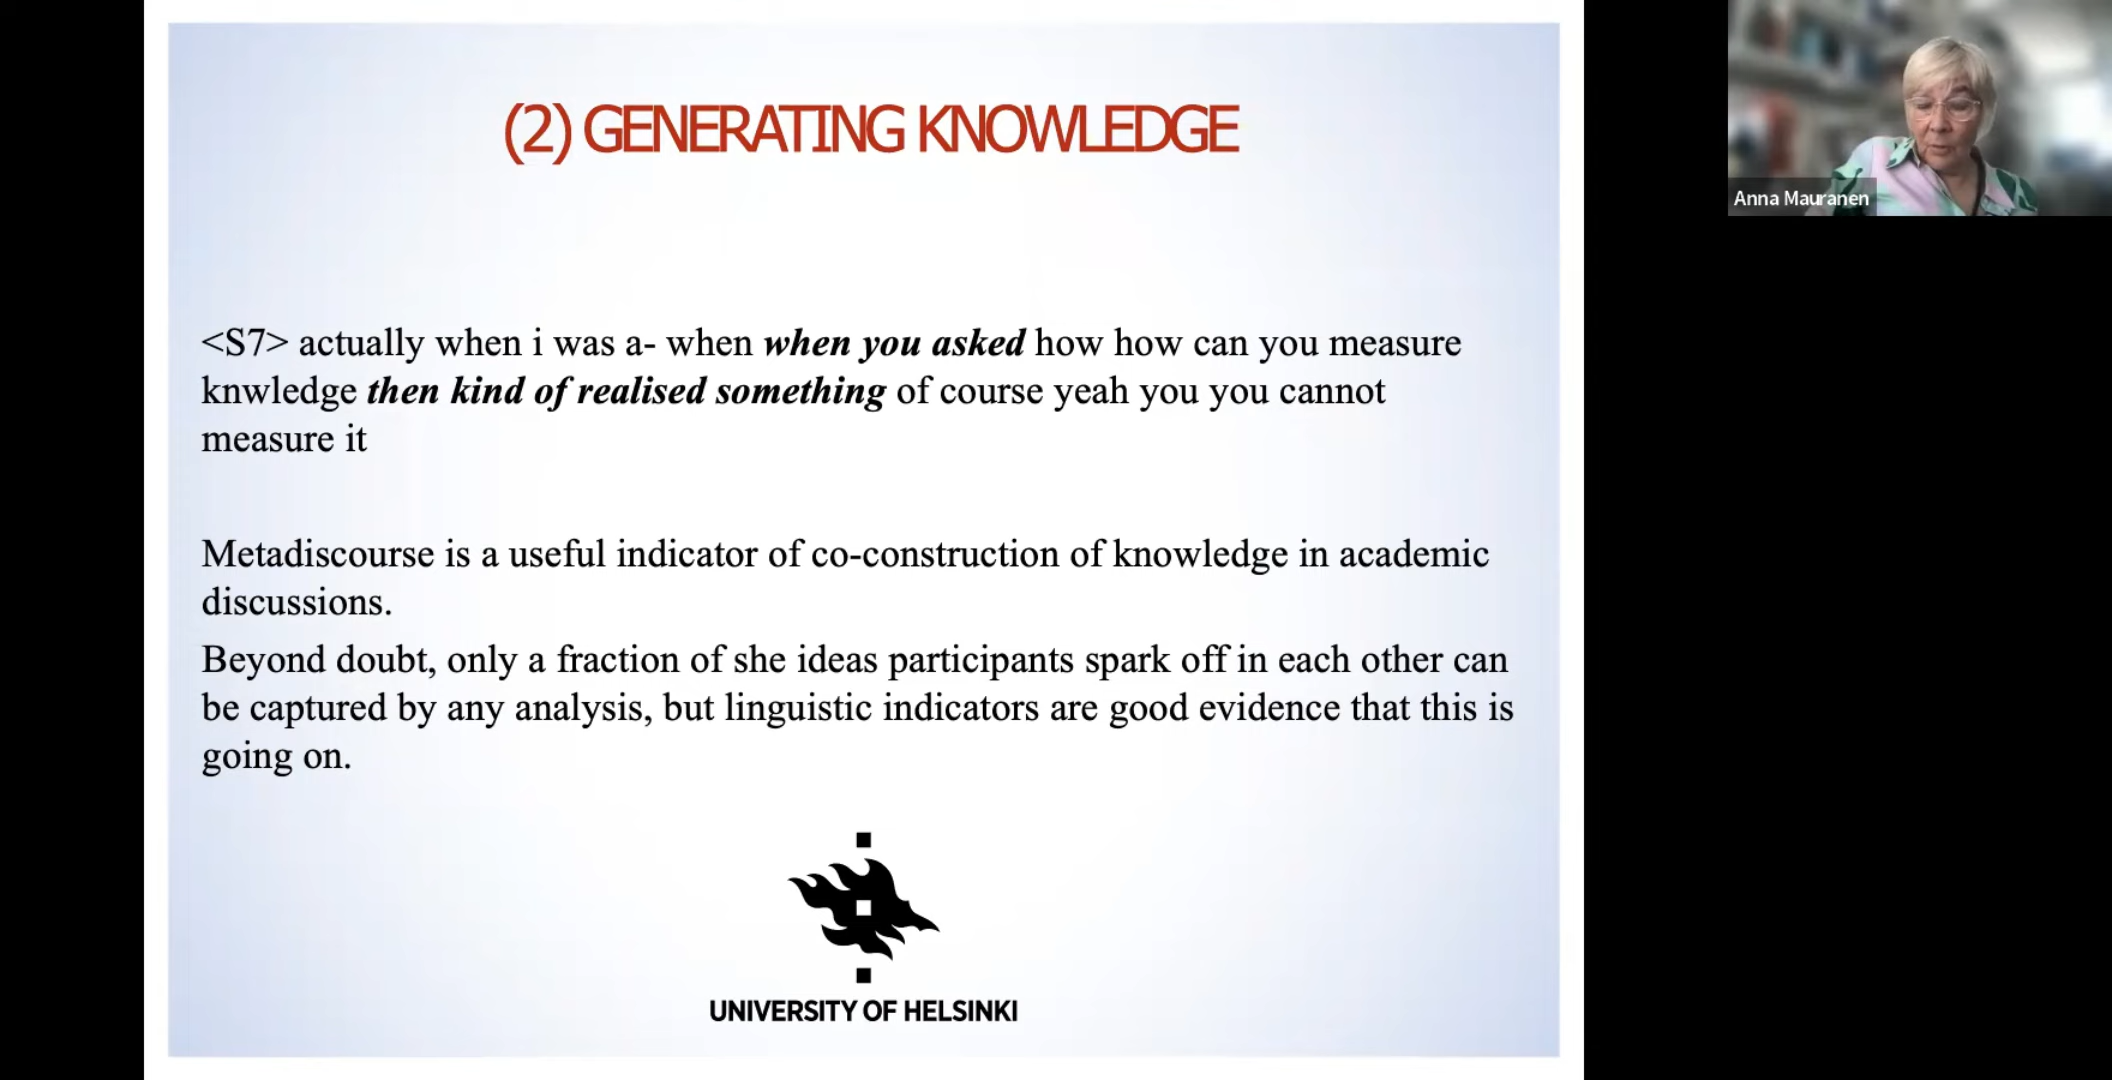 (2) GENERATING KNOWLEDGE
Anna Mauranen
<S7> actually when i was a- when when you asked how how can you measure
knwledge then kind of realised something of course yeah you you cannot
measure it
Metadiscourse is a useful indicator of co-construction of knowledge in academic
discussions.
Beyond doubt, only a fraction of she ideas participants spark off in each other can
be captured by any analysis, but linguistic indicators are good evidence that this is
going on.
UNIVERSITY OF HELSINKI